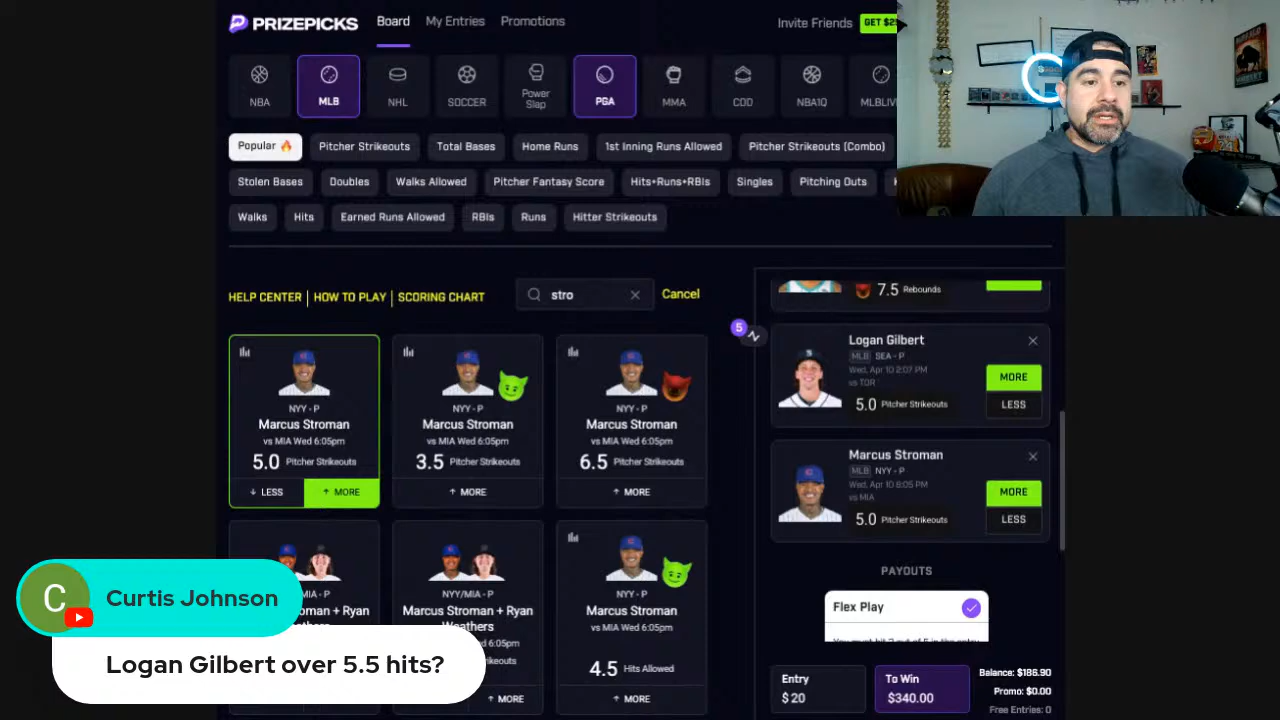 PRIZEPICKS
Board
My Entries
Promotions
Invite Friends
GET $25
NBA
MLB
NHL
SOCCER
Power
Slap
PGA
MMA
COD
NBA1Q
MLBLIV
Popular 🔥
Pitcher Strikeouts
Total Bases
Home Runs
1st Inning Runs Allowed
Pitcher Strikeouts (Combo)
Stolen Bases
Doubles
Walks Allowed
Pitcher Fantasy Score
Hits+Runs+RBIs
Singles
Pitching Outs
Walks
Hits
Earned Runs Allowed
RBIs
Runs
Hitter Strikeouts
HELP CENTER | HOW TO PLAY | SCORING CHART
stro
Cancel
NYY - P
Marcus Stroman
vs MIA Wed 6:05pm
5.0 Pitcher Strikeouts
↓ LESS
↑ MORE
NYY - P
Marcus Stroman
vs MIA Wed 6:05pm
3.5 Pitcher Strikeouts
↑ MORE
NYY - P
Marcus Stroman
vs MIA Wed 6:05pm
6.5 Pitcher Strikeouts
↑ MORE
MIA - P
Stroman + Ryan
NYY/MIA - P
Marcus Stroman + Ryan
Weathers
6:05pm
↑ MORE
NYY - P
Marcus Stroman
vs MIA Wed 6:05pm
4.5 Hits Allowed
↑ MORE
5
7.5 Rebounds
Logan Gilbert
MLB SEA - P
Wed, Apr 10 2:07 PM
vs TOR
5.0 Pitcher Strikeouts
MORE
LESS
Marcus Stroman
MLB NYY - P
Wed, Apr 10 6:05 PM
vs MIA
5.0 Pitcher Strikeouts
MORE
LESS
PAYOUTS
Flex Play
Entry
$ 20
To Win
$340.00
Balance: $186.90
Promo: $0.00
Free Entries: 0
C
Curtis Johnson
Logan Gilbert over 5.5 hits?